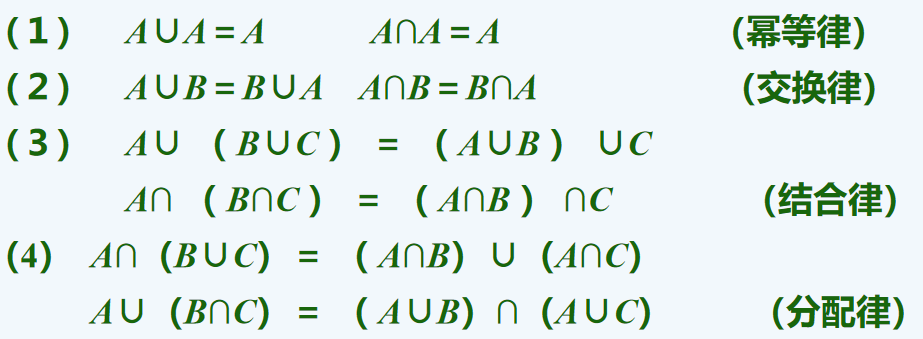 (1) A∪A=A A∩A=A (幂等律)
(2) A∪B=B∪A A∩B=B∩A (交换律)
(3) A∪ (B∪C) = (A∪B) ∪C
A∩ (B∩C) = (A∩B) ∩C (结合律)
(4) A∩ (B∪C) = (A∩B) ∪ (A∩C)
A∪ (B∩C) = (A∪B) ∩ (A∪C) (分配律)